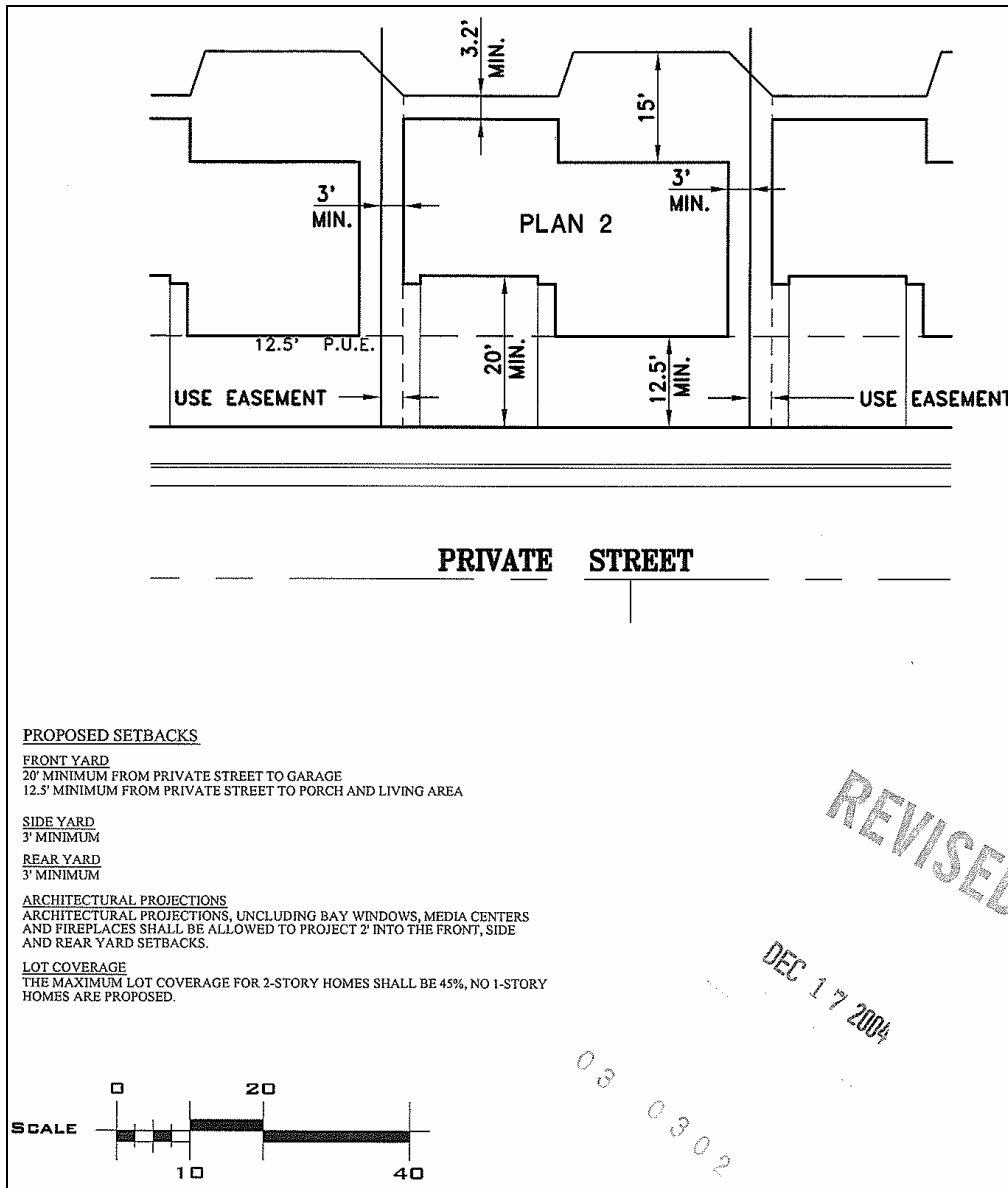 3.2'
MIN.
15'
3'
MIN.
3'
MIN.
PLAN 2
12.5' P.U.E.
20'
MIN.
12.5'
MIN.
USE EASEMENT
USE EASEMENT
PRIVATE STREET
PROPOSED SETBACKS
FRONT YARD
20' MINIMUM FROM PRIVATE STREET TO GARAGE
12.5' MINIMUM FROM PRIVATE STREET TO PORCH AND LIVING AREA
SIDE YARD
3' MINIMUM
REAR YARD
3' MINIMUM
ARCHITECTURAL PROJECTIONS
ARCHITECTURAL PROJECTIONS, UNCLUDING BAY WINDOWS, MEDIA CENTERS
AND FIREPLACES SHALL BE ALLOWED TO PROJECT 2' INTO THE FRONT, SIDE
AND REAR YARD SETBACKS.
LOT COVERAGE
THE MAXIMUM LOT COVERAGE FOR 2-STORY HOMES SHALL BE 45%, NO 1-STORY
HOMES ARE PROPOSED.
REVISED
DEC 17 2004
03 0302
0 20
SCALE
10 40